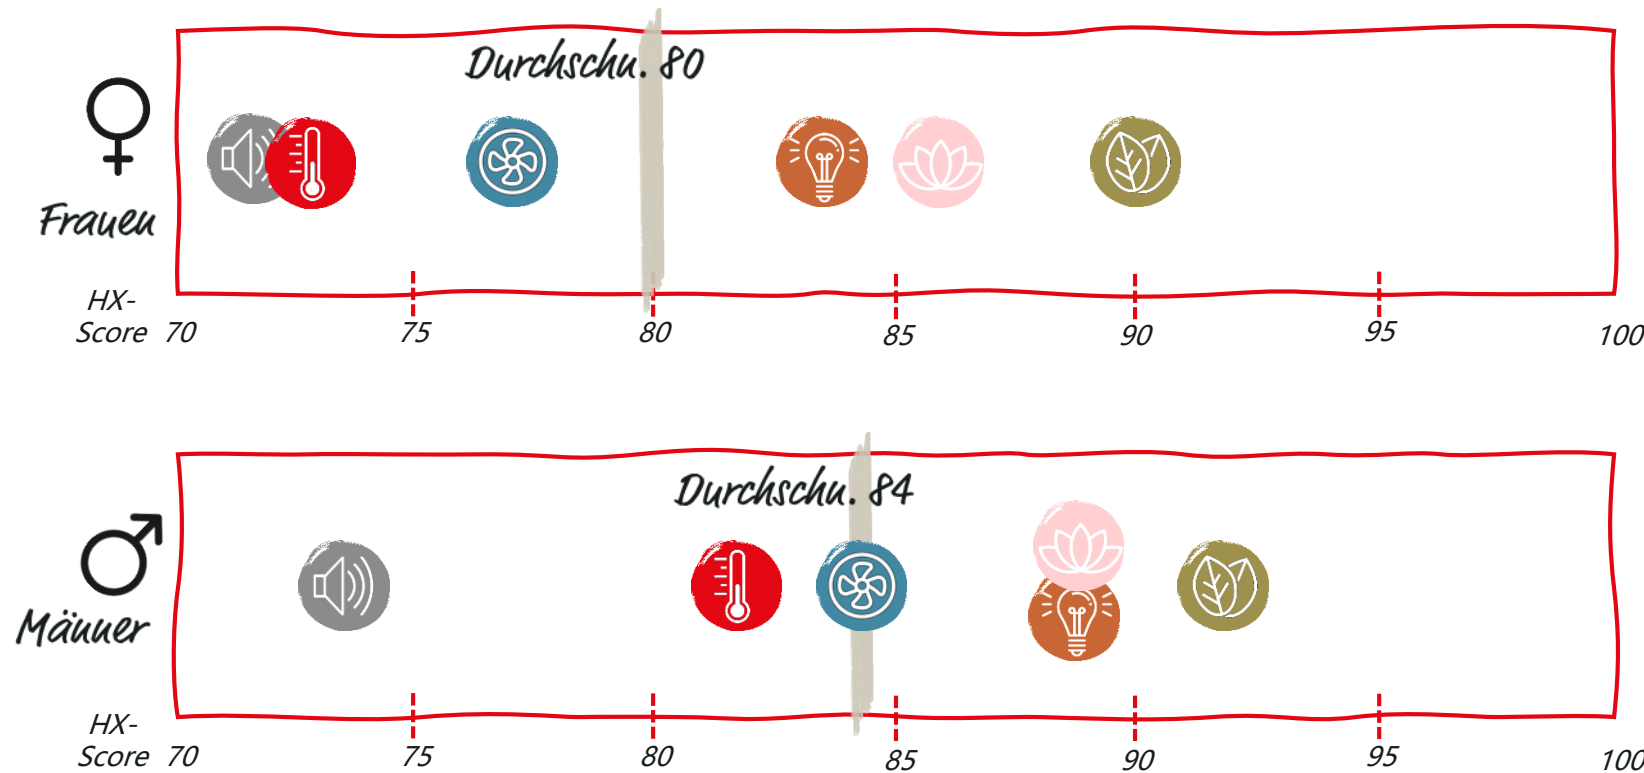 Durchschn. 80
Frauen
HX-
Score 70 75 80 85 90 95 100
Durchschn. 84
Männer
HX-
Score 70 75 80 85 90 95 100